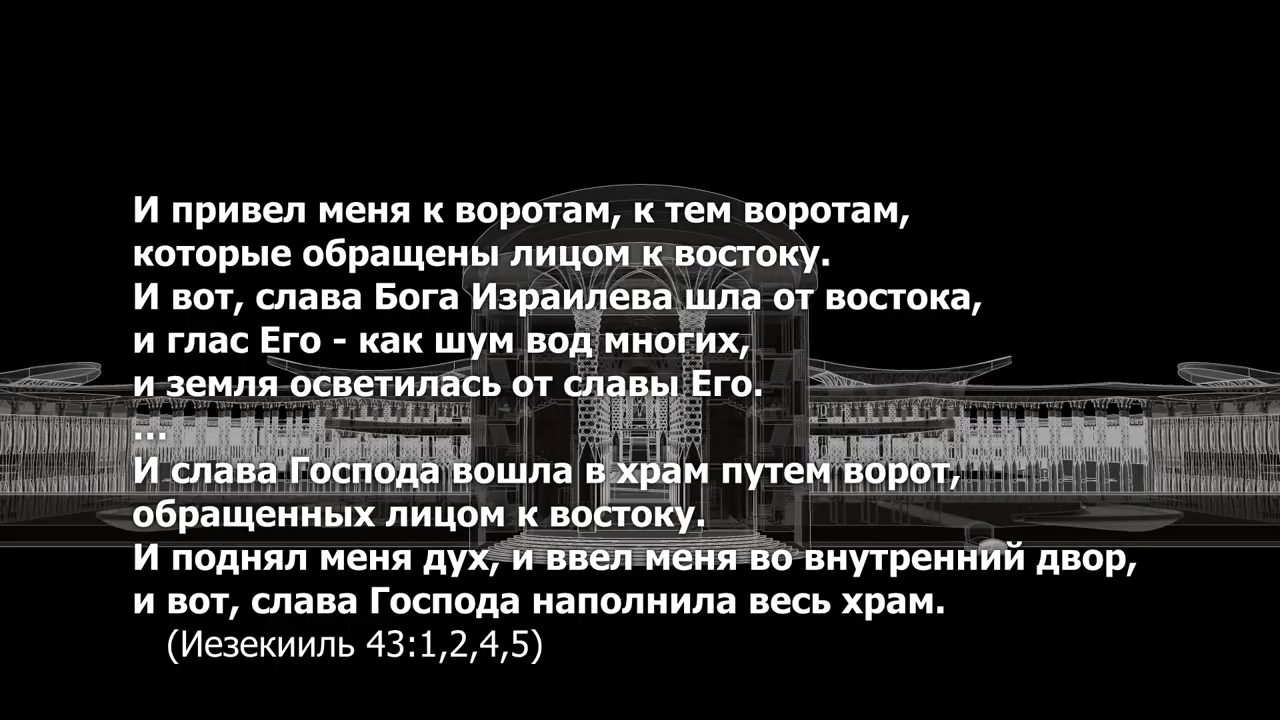 И привел меня к воротам, к тем воротам,
которые обращены лицом к востоку.
И вот, слава Бога Израилева шла от востока,
и глас Его - как шум вод многих,
и земля осветилась от славы Его.
...
И слава Господа вошла в храм путем ворот,
обращенных лицом к востоку.
И поднял меня дух, и ввел меня во внутренний двор,
и вот, слава Господа наполнила весь храм.
(Иезекииль 43:1,2,4,5)